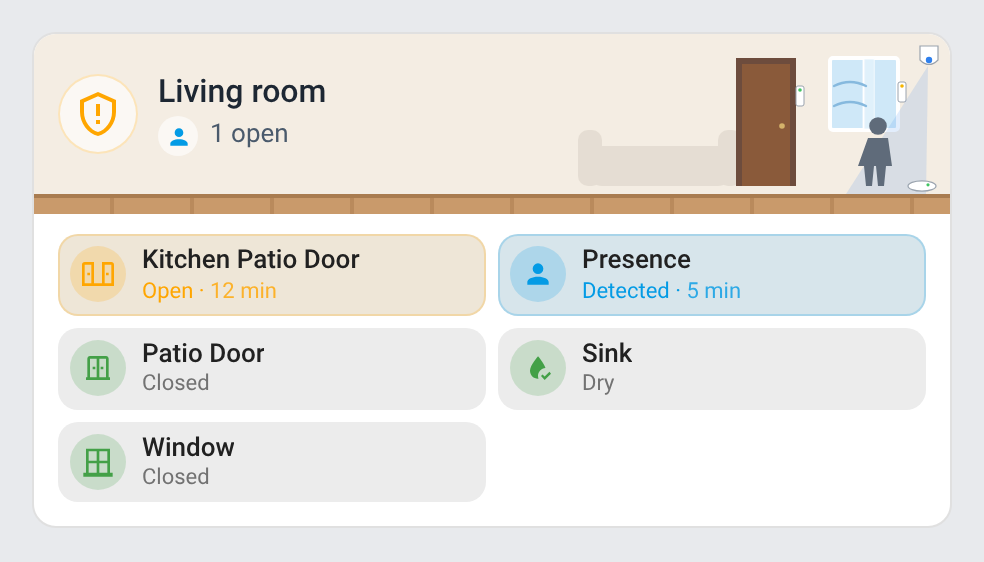 Living room
1 open
Kitchen Patio Door
Open · 12 min
Presence
Detected · 5 min
Patio Door
Closed
Sink
Dry
Window
Closed